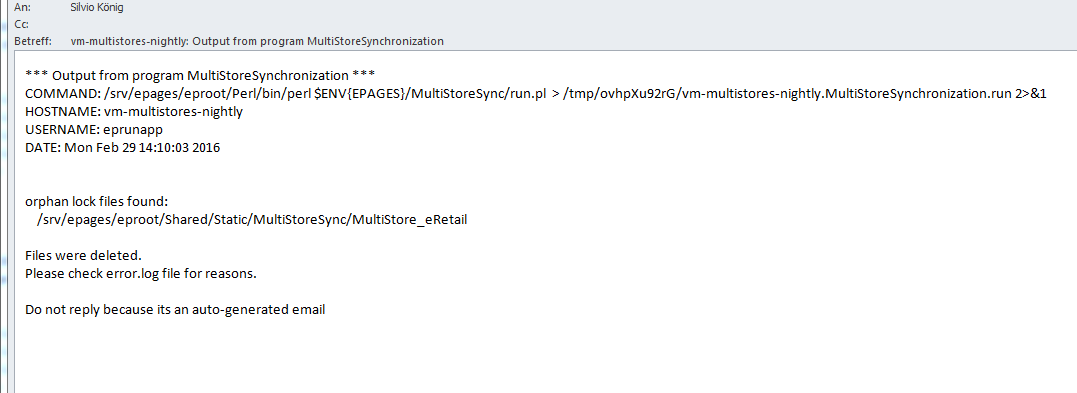 An: Silvio König
Cc:
Betreff: vm-multistores-nightly: Output from program MultiStoreSynchronization
*** Output from program MultiStoreSynchronization ***
COMMAND: /srv/epages/eproot/Perl/bin/perl $ENV{EPAGES}/MultiStoreSync/run.pl > /tmp/ovhpXu92rG/vm-multistores-nightly.MultiStoreSynchronization.run 2>&1
HOSTNAME: vm-multistores-nightly
USERNAME: eprunapp
DATE: Mon Feb 29 14:10:03 2016
orphan lock files found:
/srv/epages/eproot/Shared/Static/MultiStoreSync/MultiStore_eRetail
Files were deleted.
Please check error.log file for reasons.
Do not reply because its an auto-generated email